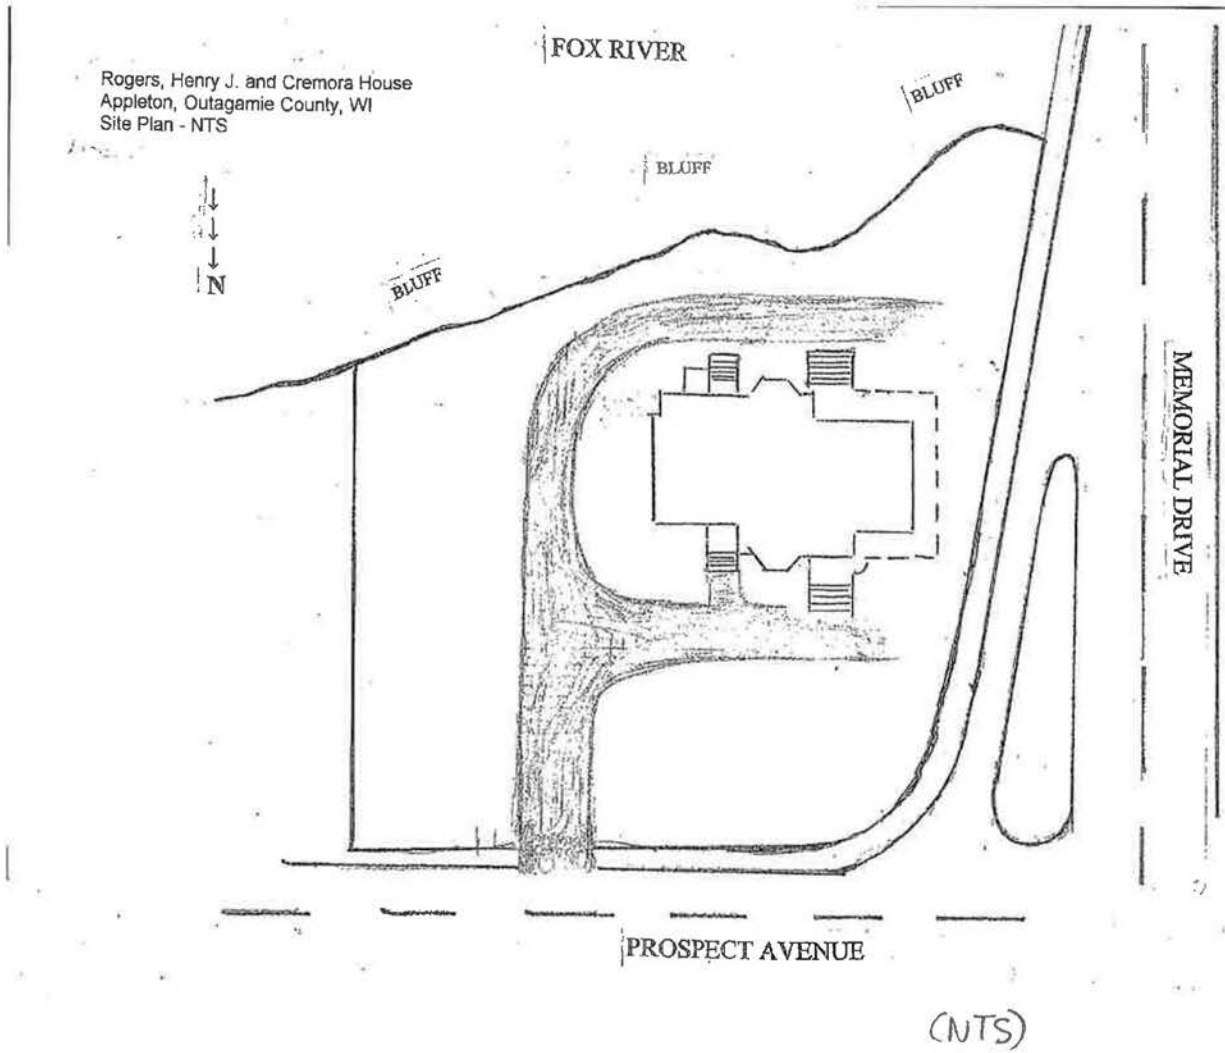 FOX RIVER
Rogers, Henry J. and Cremora House
Appleton, Outagamie County, WI
Site Plan - NTS
BLUFF
BLUFF
BLUFF
N
MEMORIAL DRIVE
PROSPECT AVENUE
(NTS)